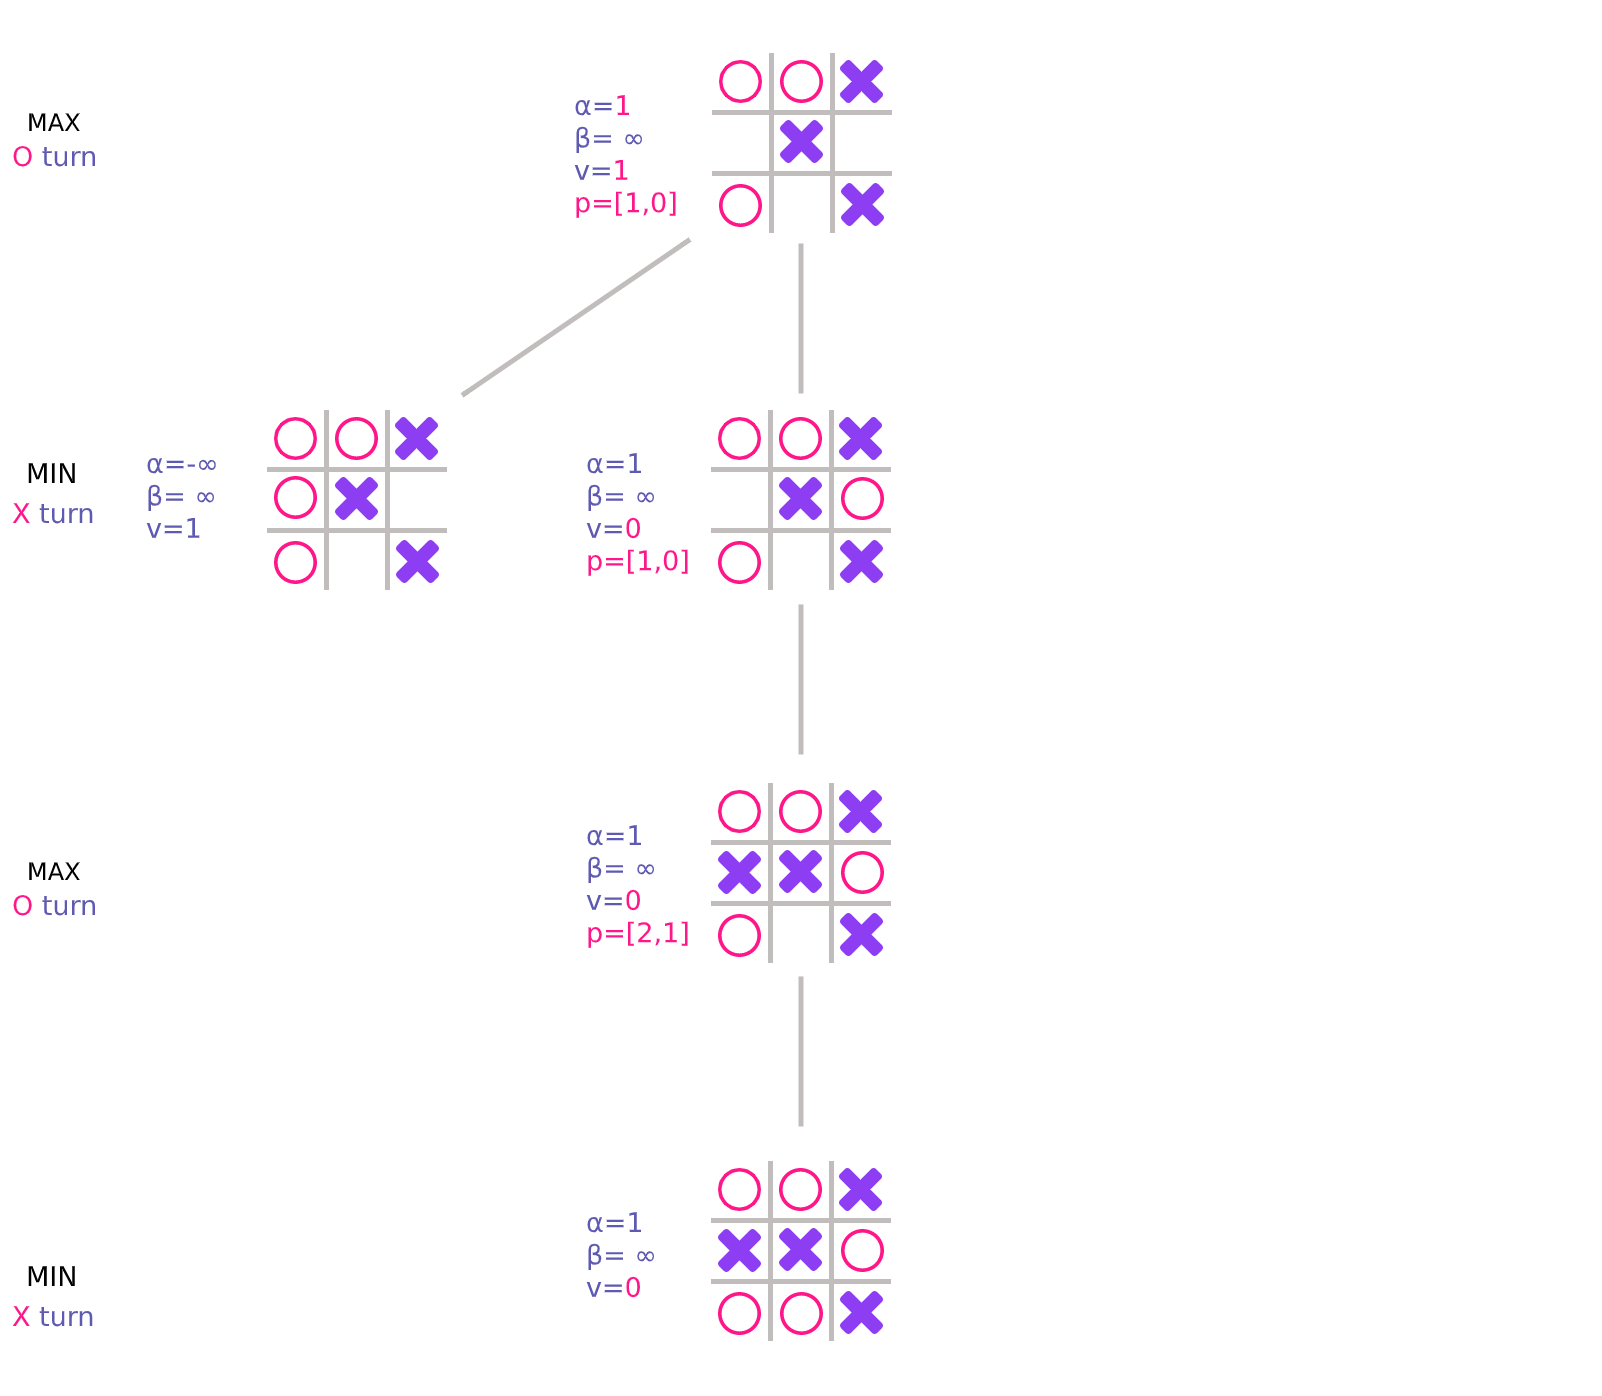 MAX
O turn
α=1
β= ∞
v=1
p=[1,0]
MIN
X turn
α=-∞
β= ∞
v=1
α=1
β= ∞
v=0
p=[1,0]
MAX
O turn
α=1
β= ∞
v=0
p=[2,1]
MIN
X turn
α=1
β= ∞
v=0